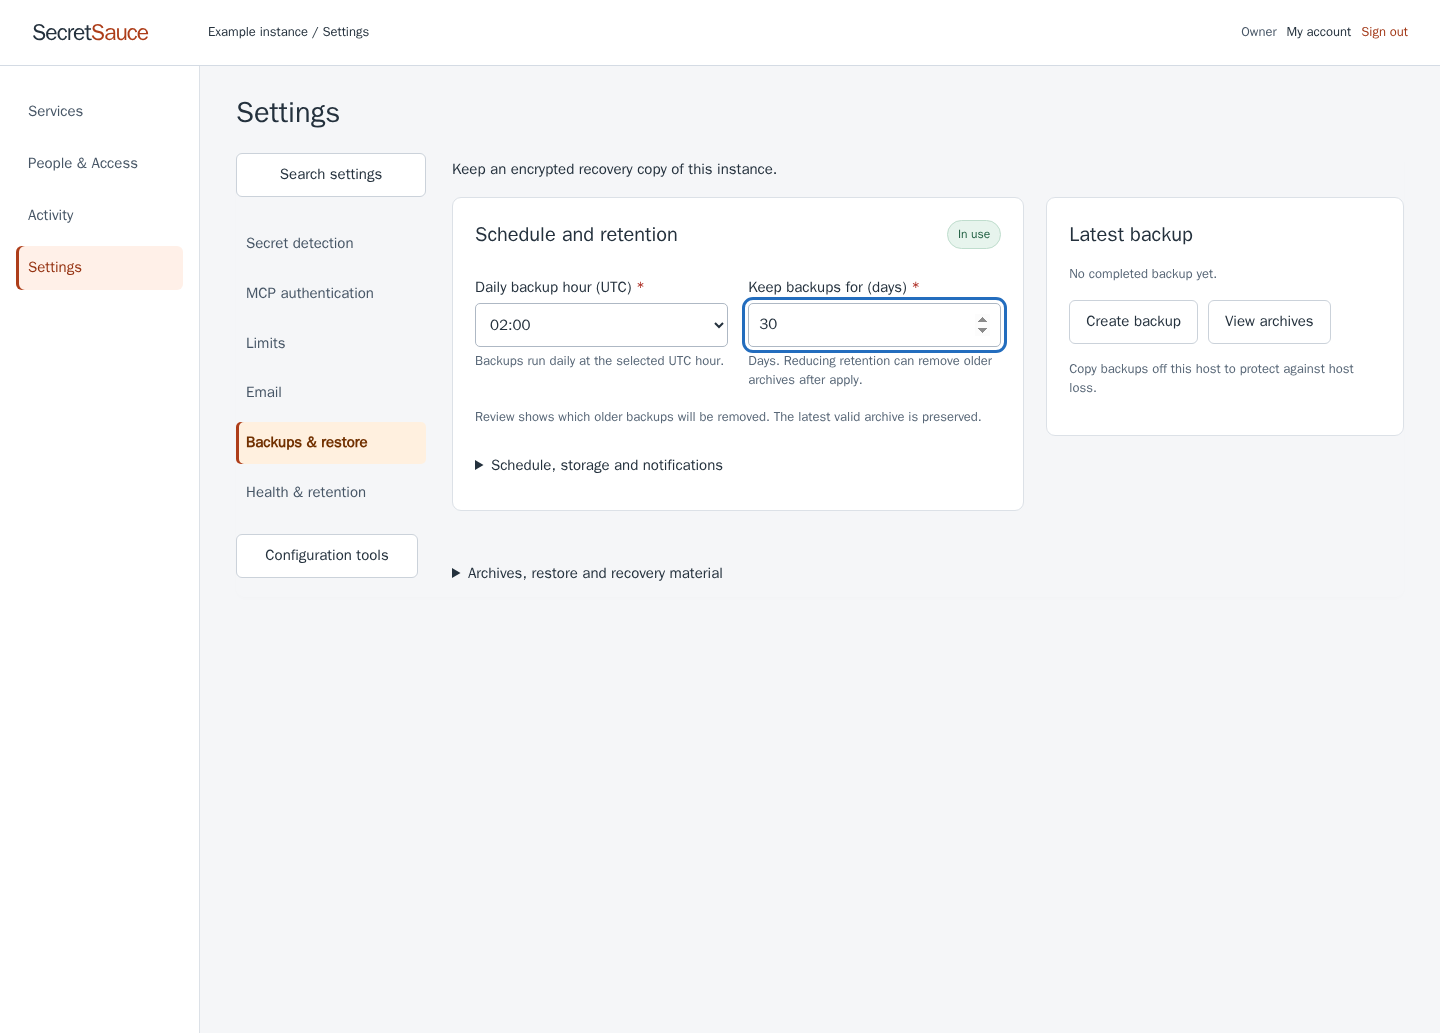 SecretSauce
Example instance / Settings
Owner My account Sign out
Services
People & Access
Activity
Settings
Settings
Search settings
Secret detection
MCP authentication
Limits
Email
Backups & restore
Health & retention
Configuration tools
Keep an encrypted recovery copy of this instance.
Schedule and retention
In use
Daily backup hour (UTC) *
02:00
Backups run daily at the selected UTC hour.
Keep backups for (days) *
30
Days. Reducing retention can remove older
archives after apply.
Review shows which older backups will be removed. The latest valid archive is preserved.
Schedule, storage and notifications
Latest backup
No completed backup yet.
Create backup
View archives
Copy backups off this host to protect against host
loss.
Archives, restore and recovery material